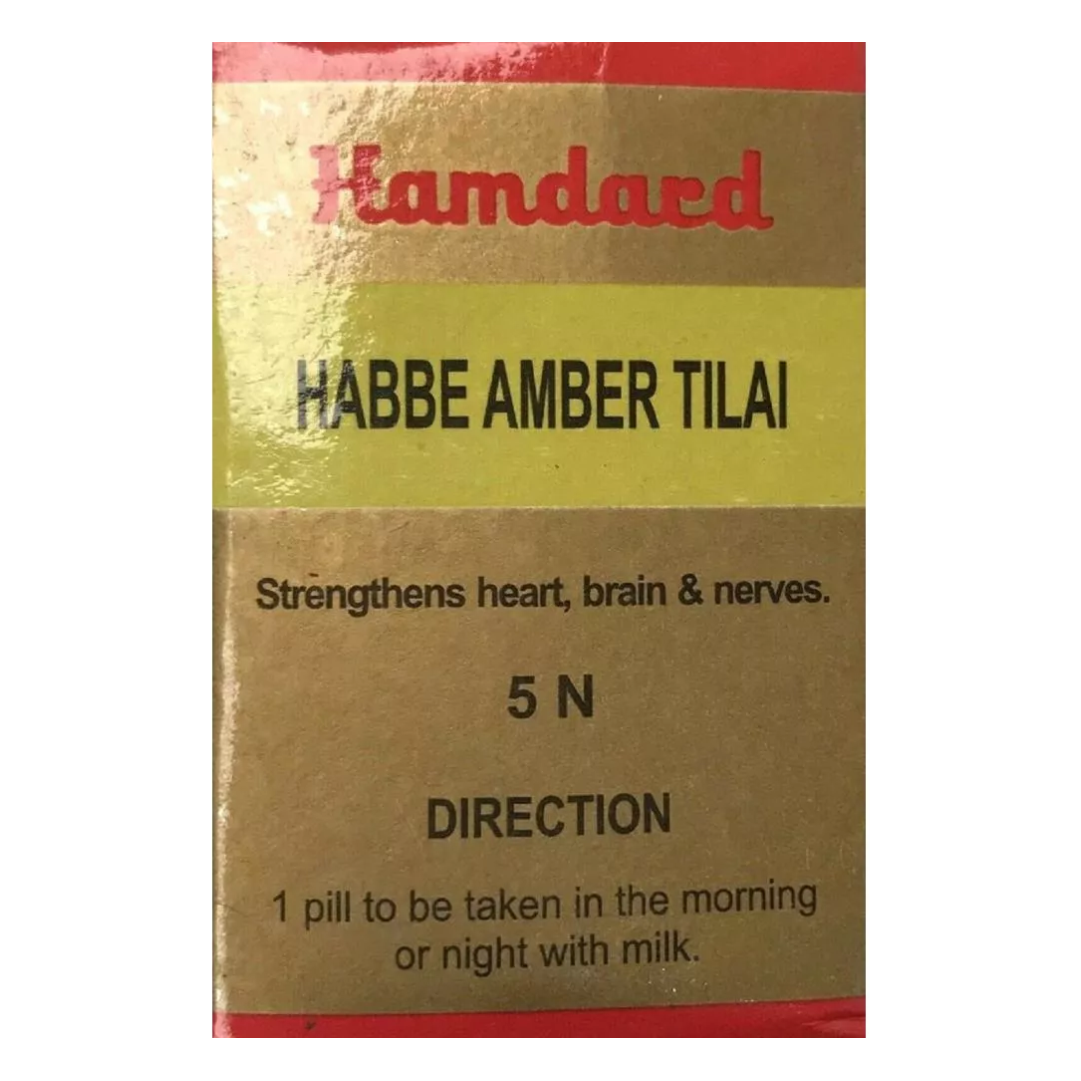 Hamdard
HABBE AMBER TILAI
Strengthens heart, brain & nerves.
5 N
DIRECTION
1 pill to be taken in the morning
or night with milk.